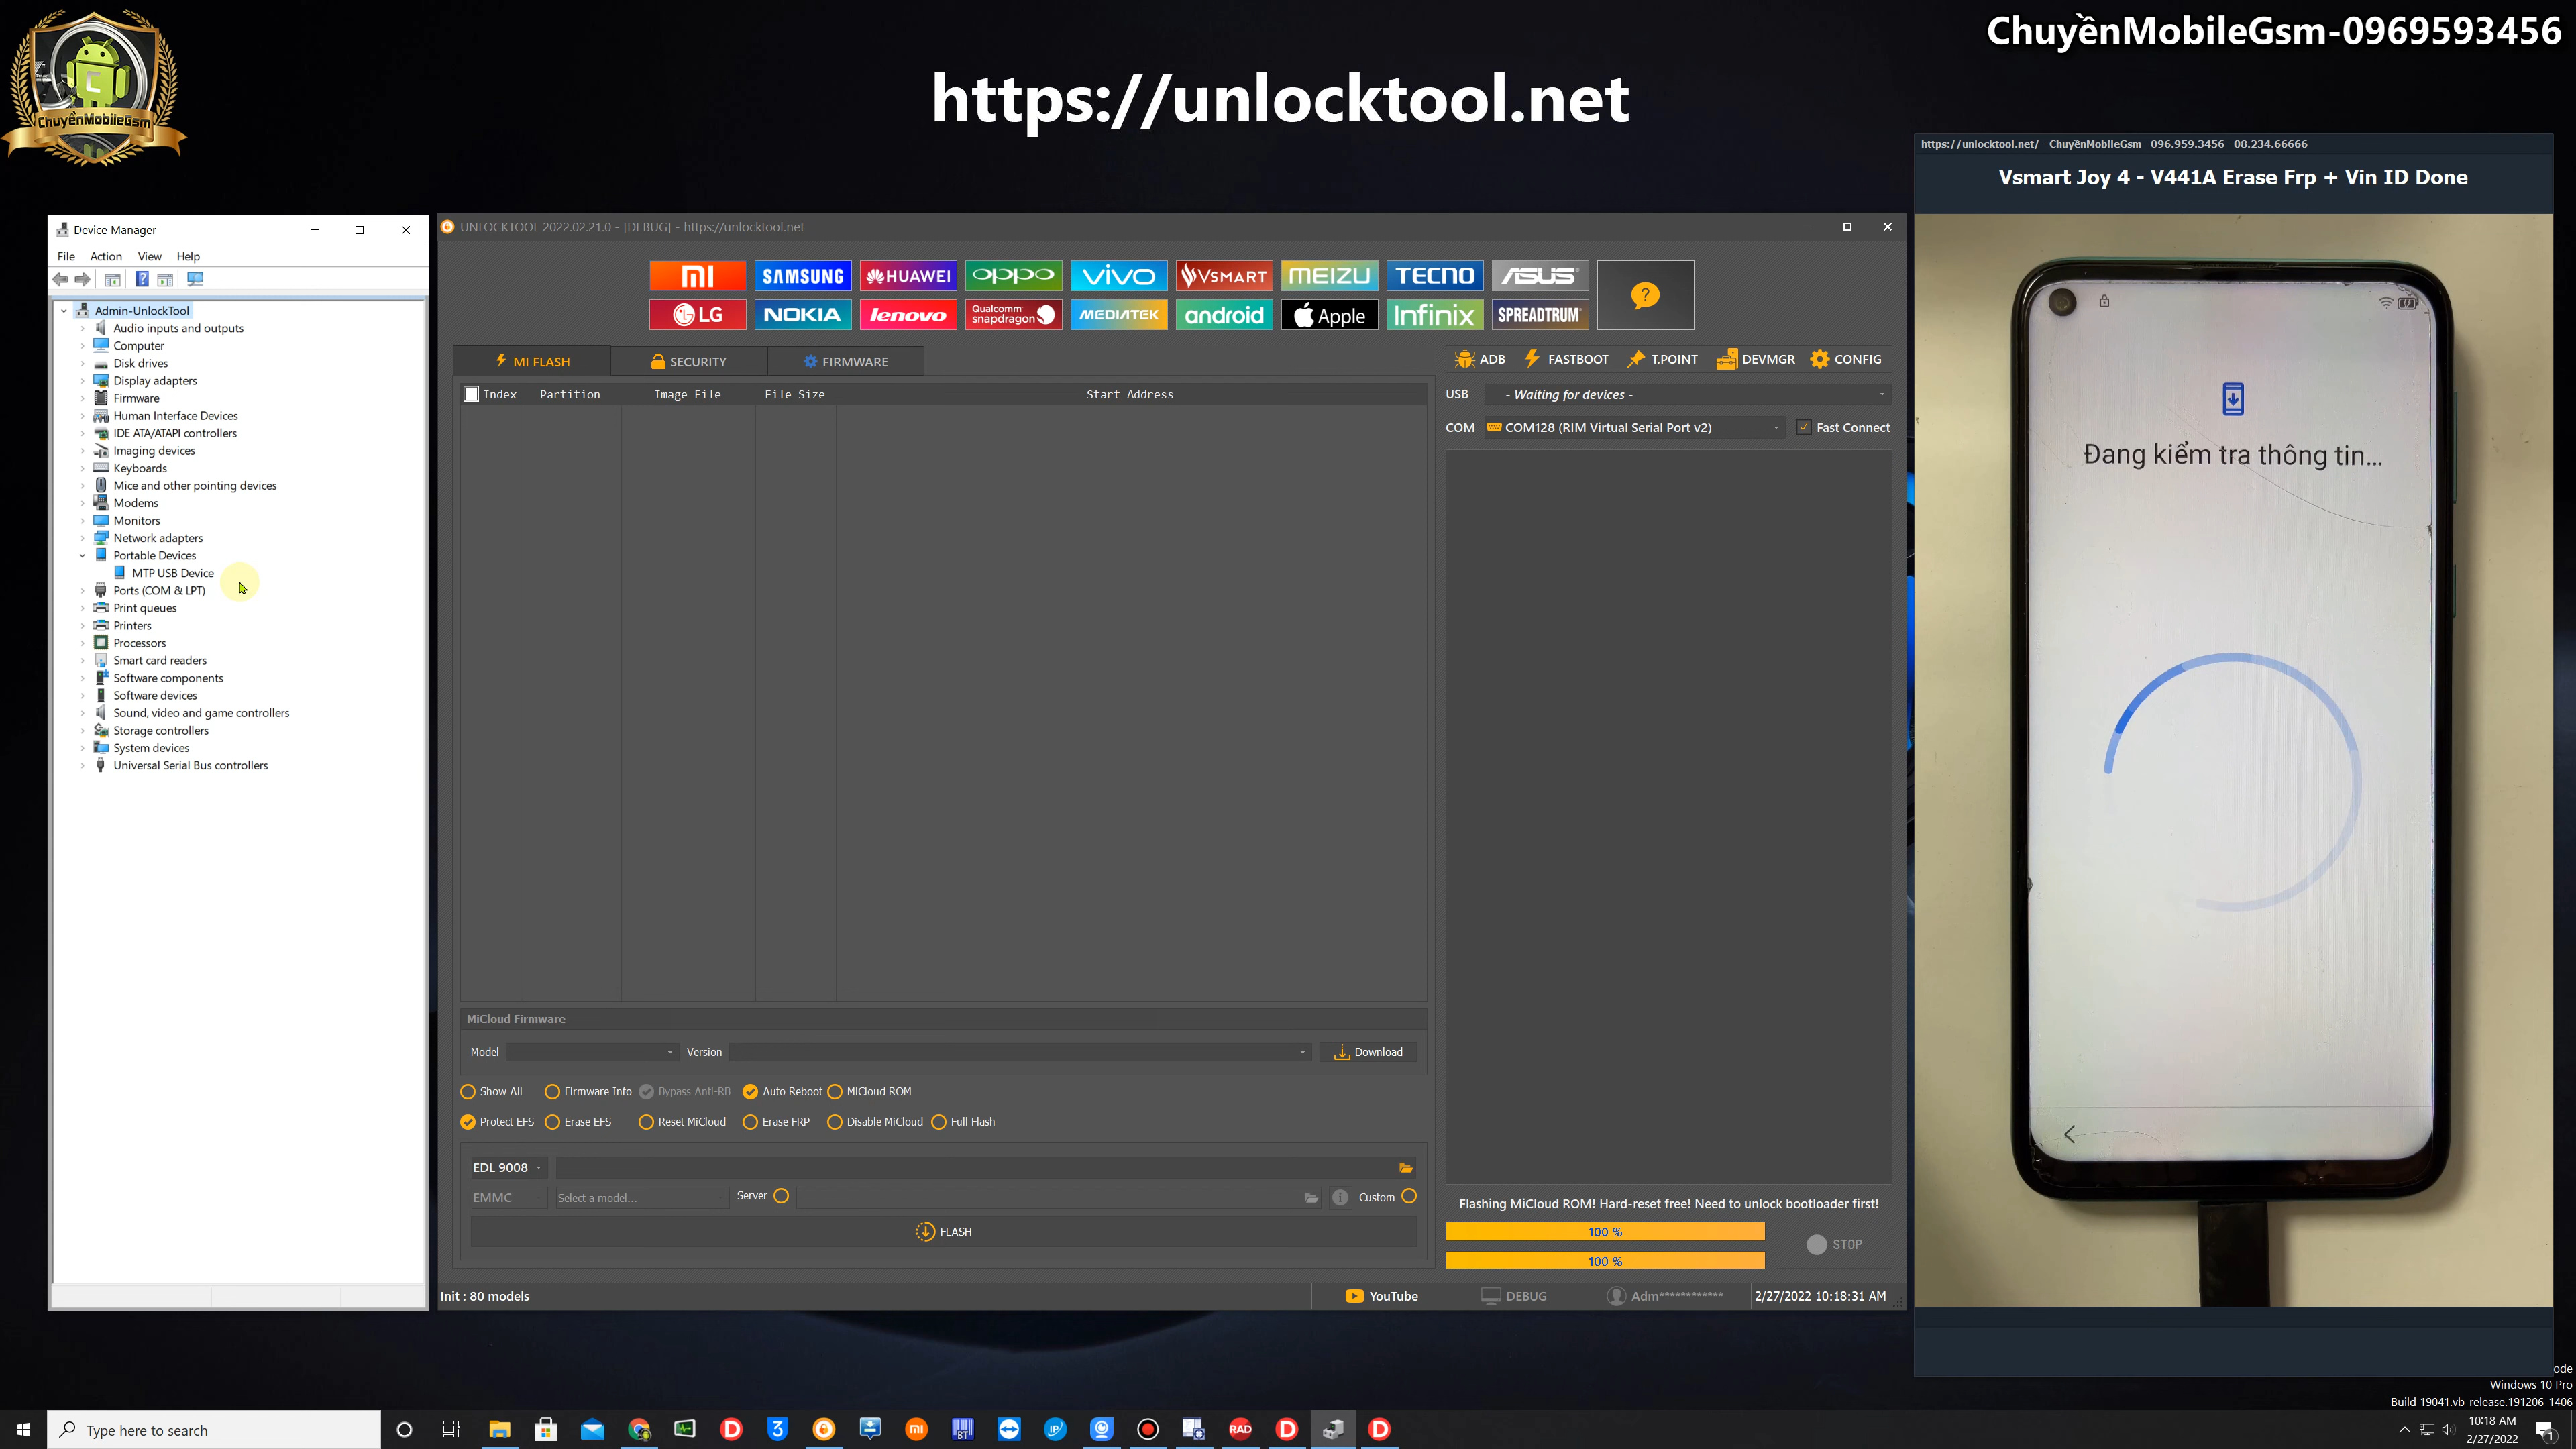 ChuyềnMobileGsm-0969593456
https://unlocktool.net
C
ChuyềnMobileGsm
https://unlocktool.net/ - ChuyềnMobileGsm - 096.959.3456 - 08.234.66666
Vsmart Joy 4 - V441A Erase Frp + Vin ID Done
Device Manager
File Action View Help
Admin-UnlockTool
Audio inputs and outputs
Computer
Disk drives
Display adapters
Firmware
Human Interface Devices
IDE ATA/ATAPI controllers
Imaging devices
Keyboards
Mice and other pointing devices
Modems
Monitors
Network adapters
Portable Devices
MTP USB Device
Ports (COM & LPT)
Print queues
Printers
Processors
Smart card readers
Software components
Software devices
Sound, video and game controllers
Storage controllers
System devices
Universal Serial Bus controllers
UNLOCKTOOL 2022.02.21.0 - [DEBUG] - https://unlocktool.net
MI SAMSUNG HUAWEI oppo vivo VSMART MEIZU TECNO ASUS ?
LG NOKIA lenovo Qualcomm snapdragon MEDIATEK android Apple Infinix SPREADTRUM
MI FLASH SECURITY FIRMWARE
ADB FASTBOOT T.POINT DEVMGR CONFIG
Index Partition Image File File Size Start Address
USB - Waiting for devices -
COM COM128 (RIM Virtual Serial Port v2) Fast Connect
MiCloud Firmware
Model Version Download
Show All Firmware Info Bypass Anti-RB Auto Reboot MiCloud ROM
Protect EFS Erase EFS Reset MiCloud Erase FRP Disable MiCloud Full Flash
EDL 9008
EMMC Select a model... Server Custom
FLASH
Flashing MiCloud ROM! Hard-reset free! Need to unlock bootloader first!
100 %
100 %
STOP
Init : 80 models
YouTube DEBUG Adm************ 2/27/2022 10:18:31 AM
Đang kiểm tra thông tin...
ode
Windows 10 Pro
Build 19041.vb_release.191206-1406
Type here to search
D 3 mi BT JP RAD D D
10:18 AM
2/27/2022
1